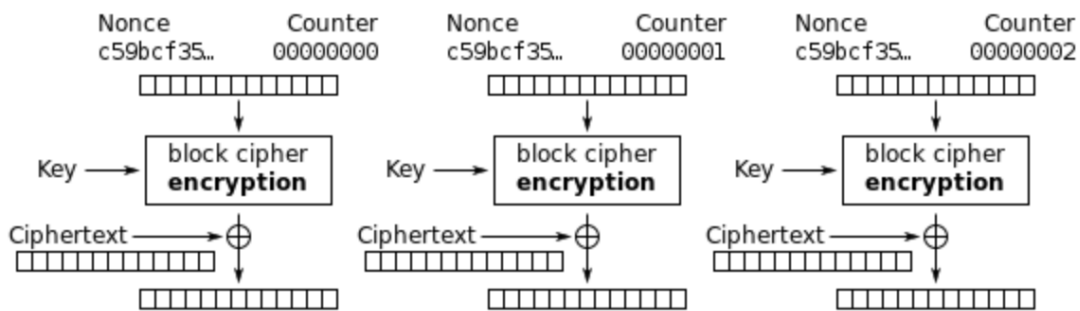 Nonce Counter Nonce Counter Nonce Counter
c59bcf35… 00000000 c59bcf35… 00000001 c59bcf35… 00000002
block cipher block cipher block cipher
Key Key Key
encryption encryption encryption
Ciphertext Ciphertext Ciphertext